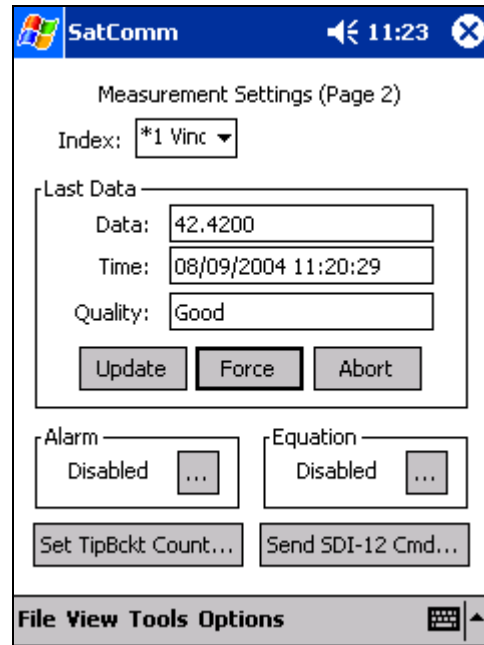 SatComm 11:23
Measurement Settings (Page 2)
Index: *1 Vinc
Last Data
Data: 42.4200
Time: 08/09/2004 11:20:29
Quality: Good
Update Force Abort
Alarm Equation
Disabled ... Disabled ...
Set TipBckt Count... Send SDI-12 Cmd...
File View Tools Options